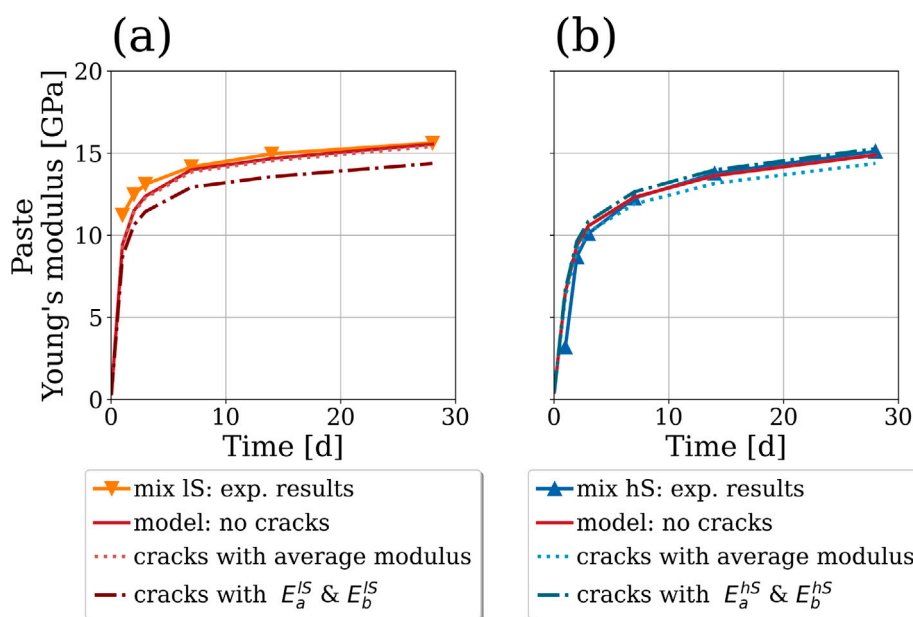 (a) (b)
Paste
Young's modulus [GPa]
20
15
10
5
0
0 10 20 30
Time [d]
0 10 20 30
Time [d]
mix lS: exp. results
model: no cracks
cracks with average modulus
cracks with E_a^{lS} & E_b^{lS}
mix hS: exp. results
model: no cracks
cracks with average modulus
cracks with E_a^{hS} & E_b^{hS}